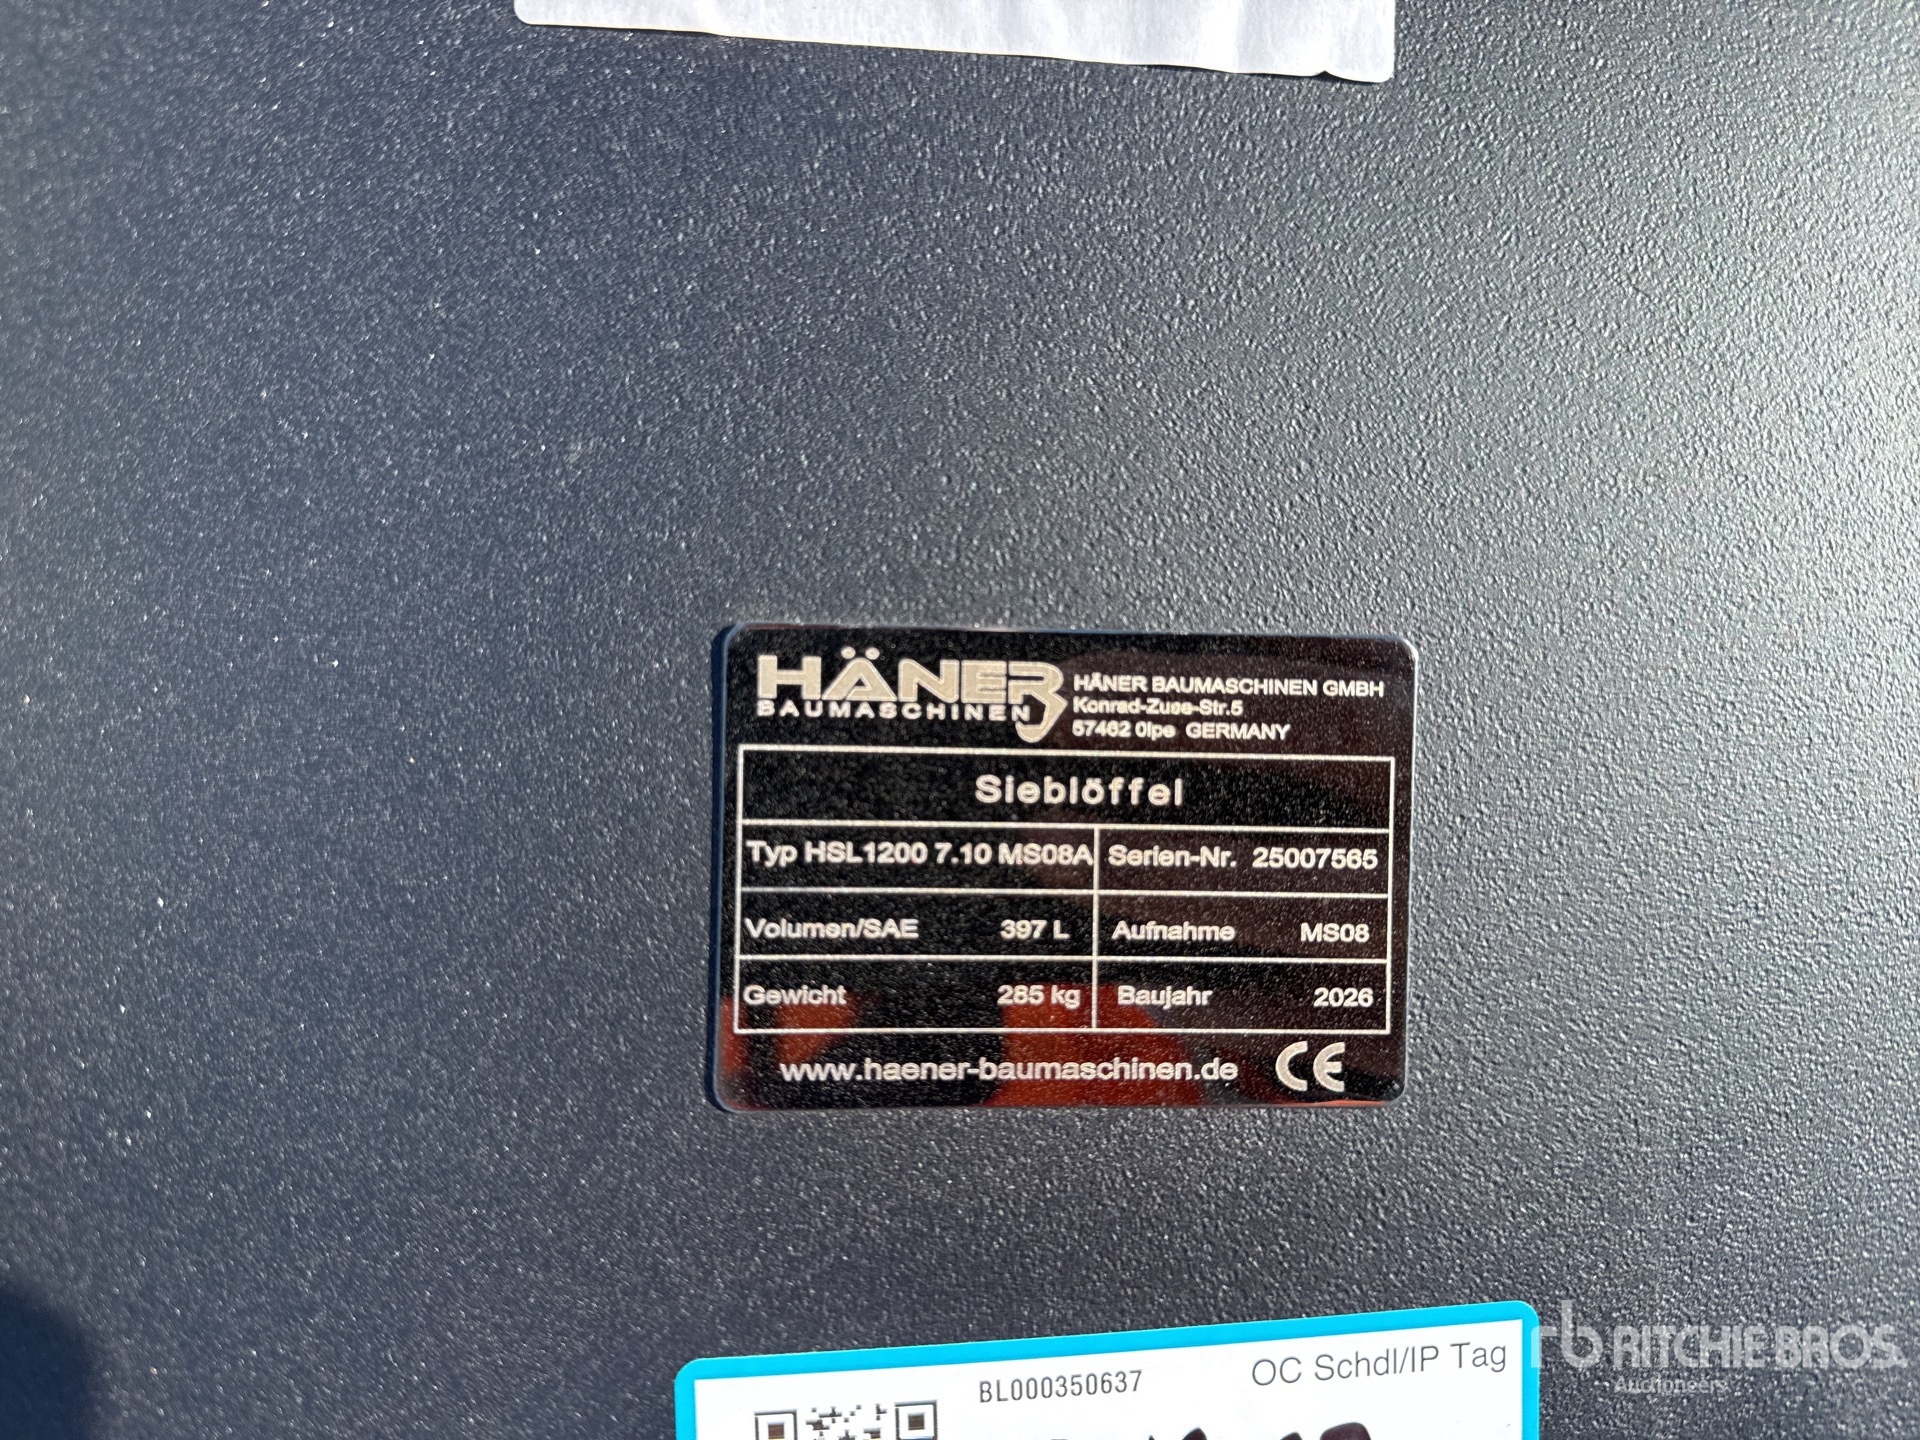 HÄNER
BAUMASCHINEN
HÄNER BAUMASCHINEN GMBH
Konrad-Zuse-Str.5
57462 Olpe GERMANY
Sieblöffel
Typ HSL1200 7.10 MS08A
Serien-Nr. 25007565
Volumen/SAE 397 L
Aufnahme MS08
Gewicht 285 kg
Baujahr 2026
www.haener-baumaschinen.de CE
BL000350637
OC Schdl/IP Tag
rb RITCHIE BROS.
Auctioneers